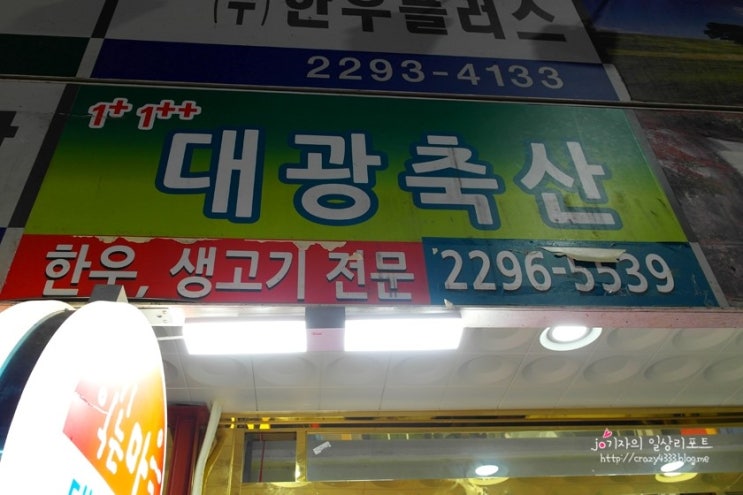 (주)한우플러스
2293-4133
1+ 1++
대광축산
한우, 생고기 전문 2296-5539
jo기자의 일상리포트
http://crazy4333.blog.me